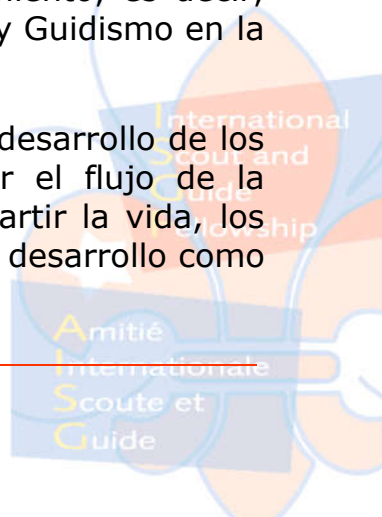 y Guidismo en la
desarrollo de los
r el flujo de la
artir la vida, los
desarrollo como
International
Scout and
Guide
Fellowship
Amitié
Internationale
Scoute et
Guide